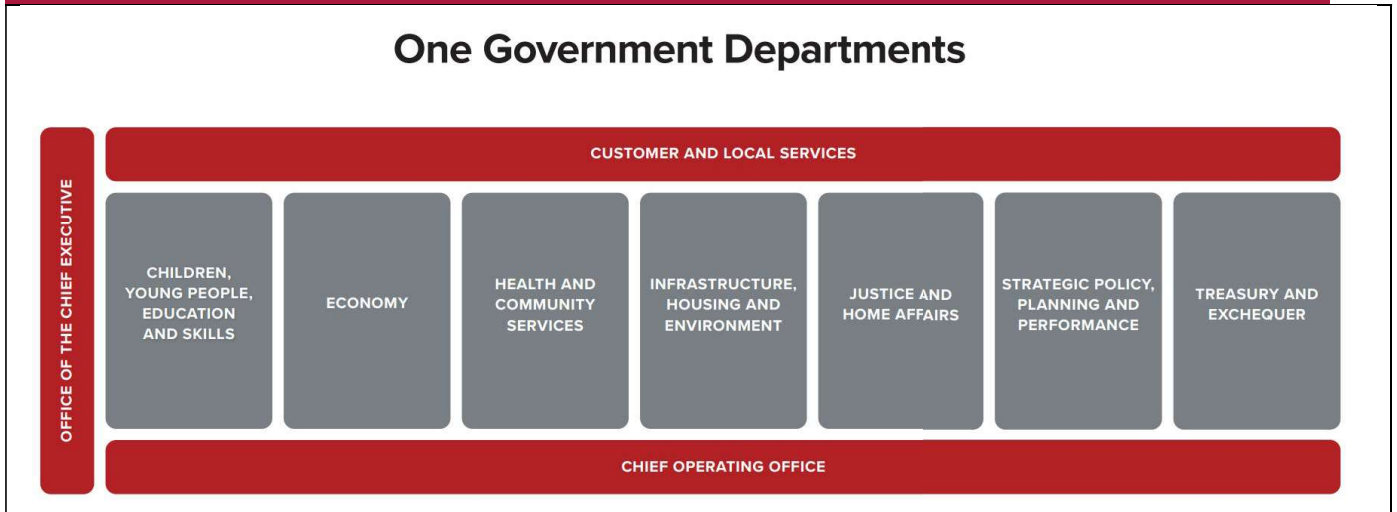 One Government Departments
OFFICE OF THE CHIEF EXECUTIVE
CUSTOMER AND LOCAL SERVICES
CHILDREN,
YOUNG PEOPLE,
EDUCATION
AND SKILLS
ECONOMY
HEALTH AND
COMMUNITY
SERVICES
INFRASTRUCTURE,
HOUSING AND
ENVIRONMENT
JUSTICE AND
HOME AFFAIRS
STRATEGIC POLICY,
PLANNING AND
PERFORMANCE
TREASURY AND
EXCHEQUER
CHIEF OPERATING OFFICE